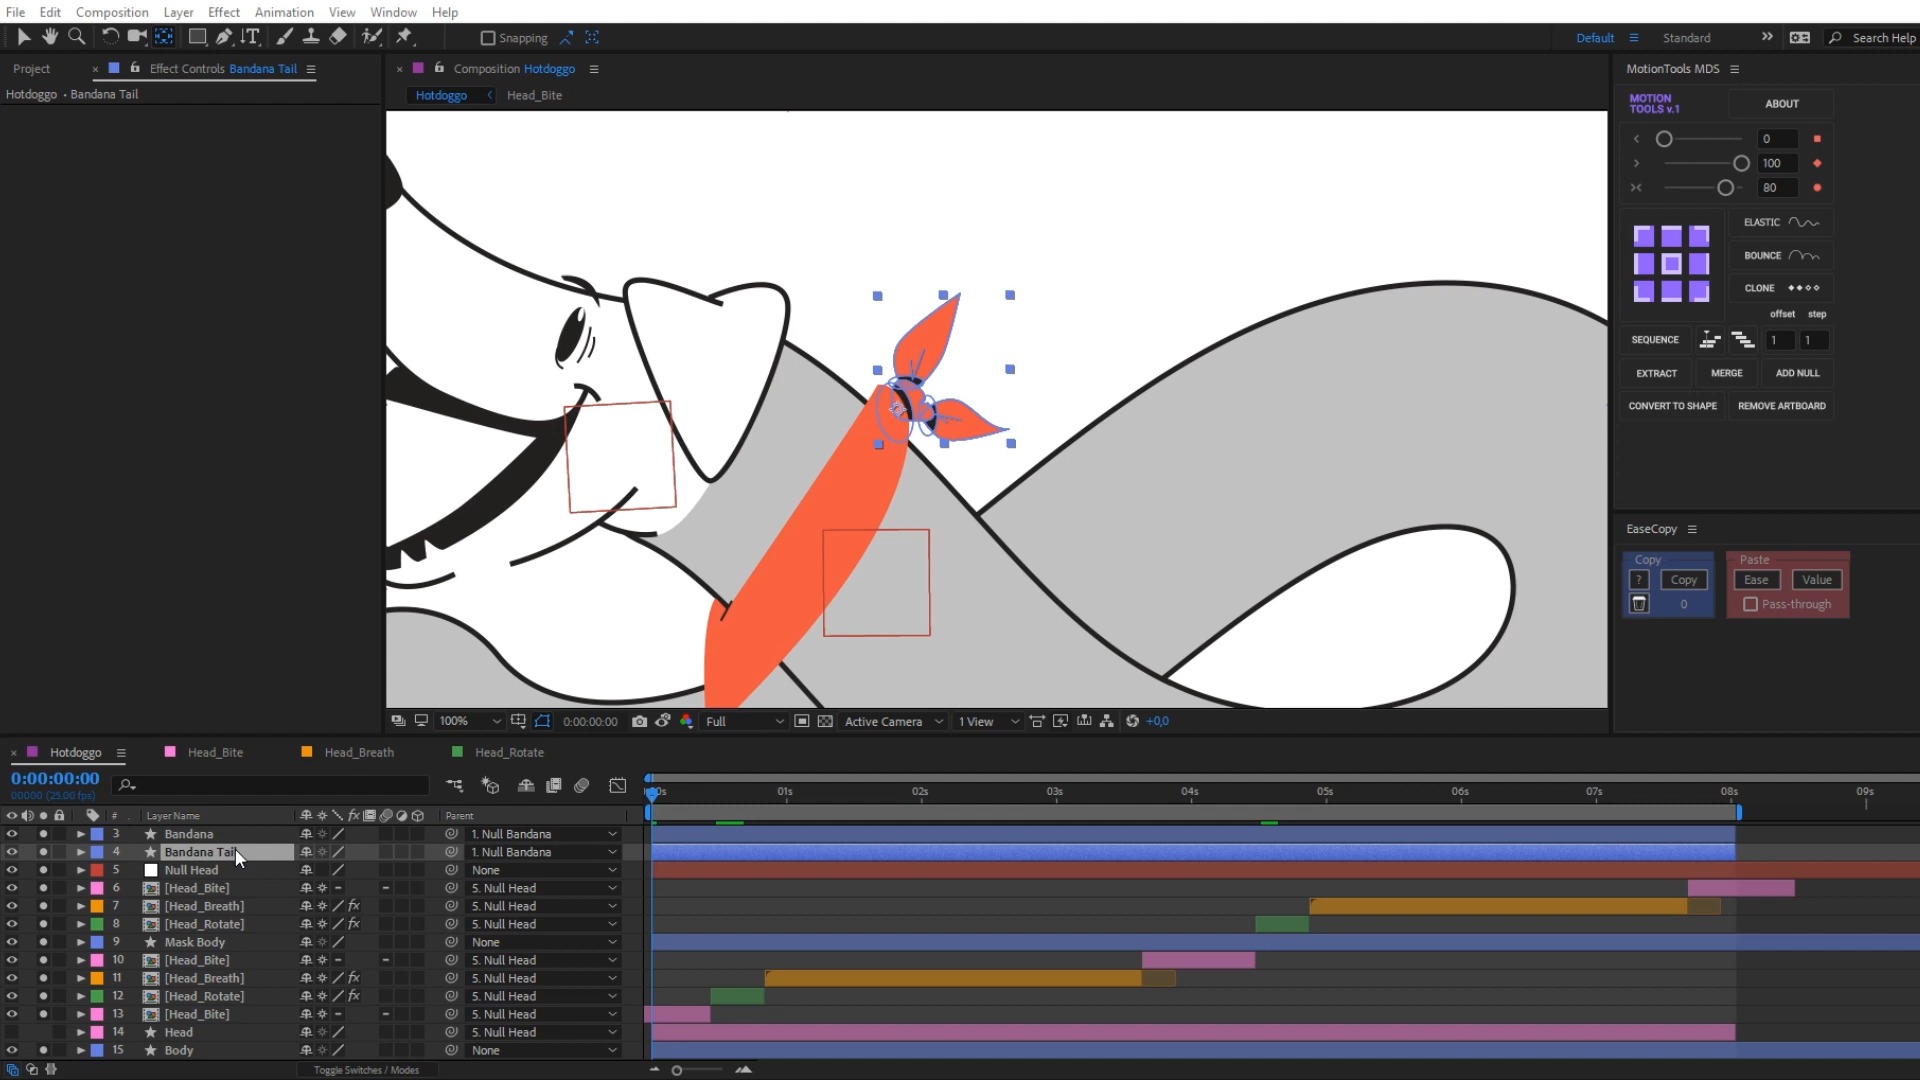 File Edit Composition Layer Effect Animation View Window Help
Snapping Default Standard Search Help
Project Effect Controls Bandana Tail
Composition Hotdoggo
MotionTools MDS
Hotdoggo • Bandana Tail
Hotdoggo Head_Bite
MOTION TOOLS v.1
ABOUT
0
100
80
ELASTIC
BOUNCE
CLONE
offset step
SEQUENCE 1 1
EXTRACT MERGE ADD NULL
CONVERT TO SHAPE REMOVE ARTBOARD
EaseCopy
Copy Paste
? Copy Ease Value
0 Pass-through
100% 0:00:00:00 Full Active Camera 1 View +0,0
Hotdoggo Head_Bite Head_Breath Head_Rotate
0:00:00:00
00000 (25.00 fps)
01s 02s 03s 04s 05s 06s 07s 08s 09s
# Layer Name fx Parent
3 Bandana 1. Null Bandana
4 Bandana Tail 1. Null Bandana
5 Null Head None
6 [Head_Bite] 5. Null Head
7 [Head_Breath] fx 5. Null Head
8 [Head_Rotate] fx 5. Null Head
9 Mask Body None
10 [Head_Bite] 5. Null Head
11 [Head_Breath] fx 5. Null Head
12 [Head_Rotate] fx 5. Null Head
13 [Head_Bite] 5. Null Head
14 Head 5. Null Head
15 Body None
Toggle Switches / Modes